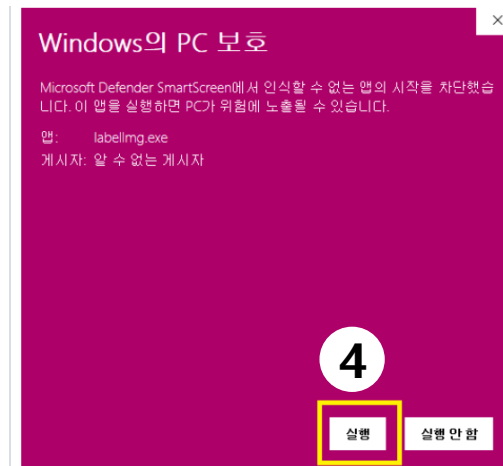 Windows의 PC 보호
Microsoft Defender SmartScreen에서 인식할 수 없는 앱의 시작을 차단했습
니다. 이 앱을 실행하면 PC가 위험에 노출될 수 있습니다.
앱: labelImg.exe
게시자: 알 수 없는 게시자
4
실행 실행 안 함